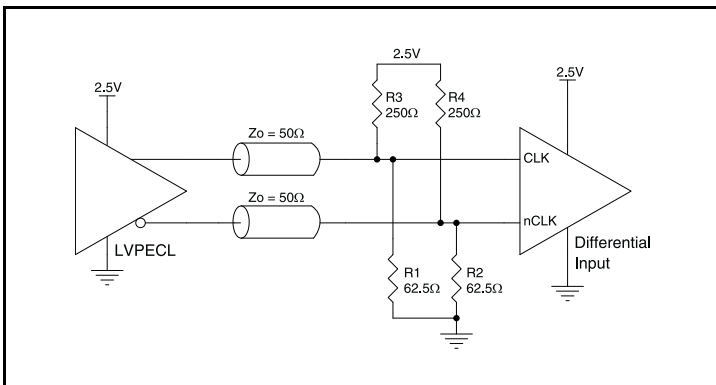 2.5V
2.5V
2.5V
R3
250Ω
R4
250Ω
Zo = 50Ω
CLK
Zo = 50Ω
nCLK
LVPECL
Differential
Input
R1
62.5Ω
R2
62.5Ω